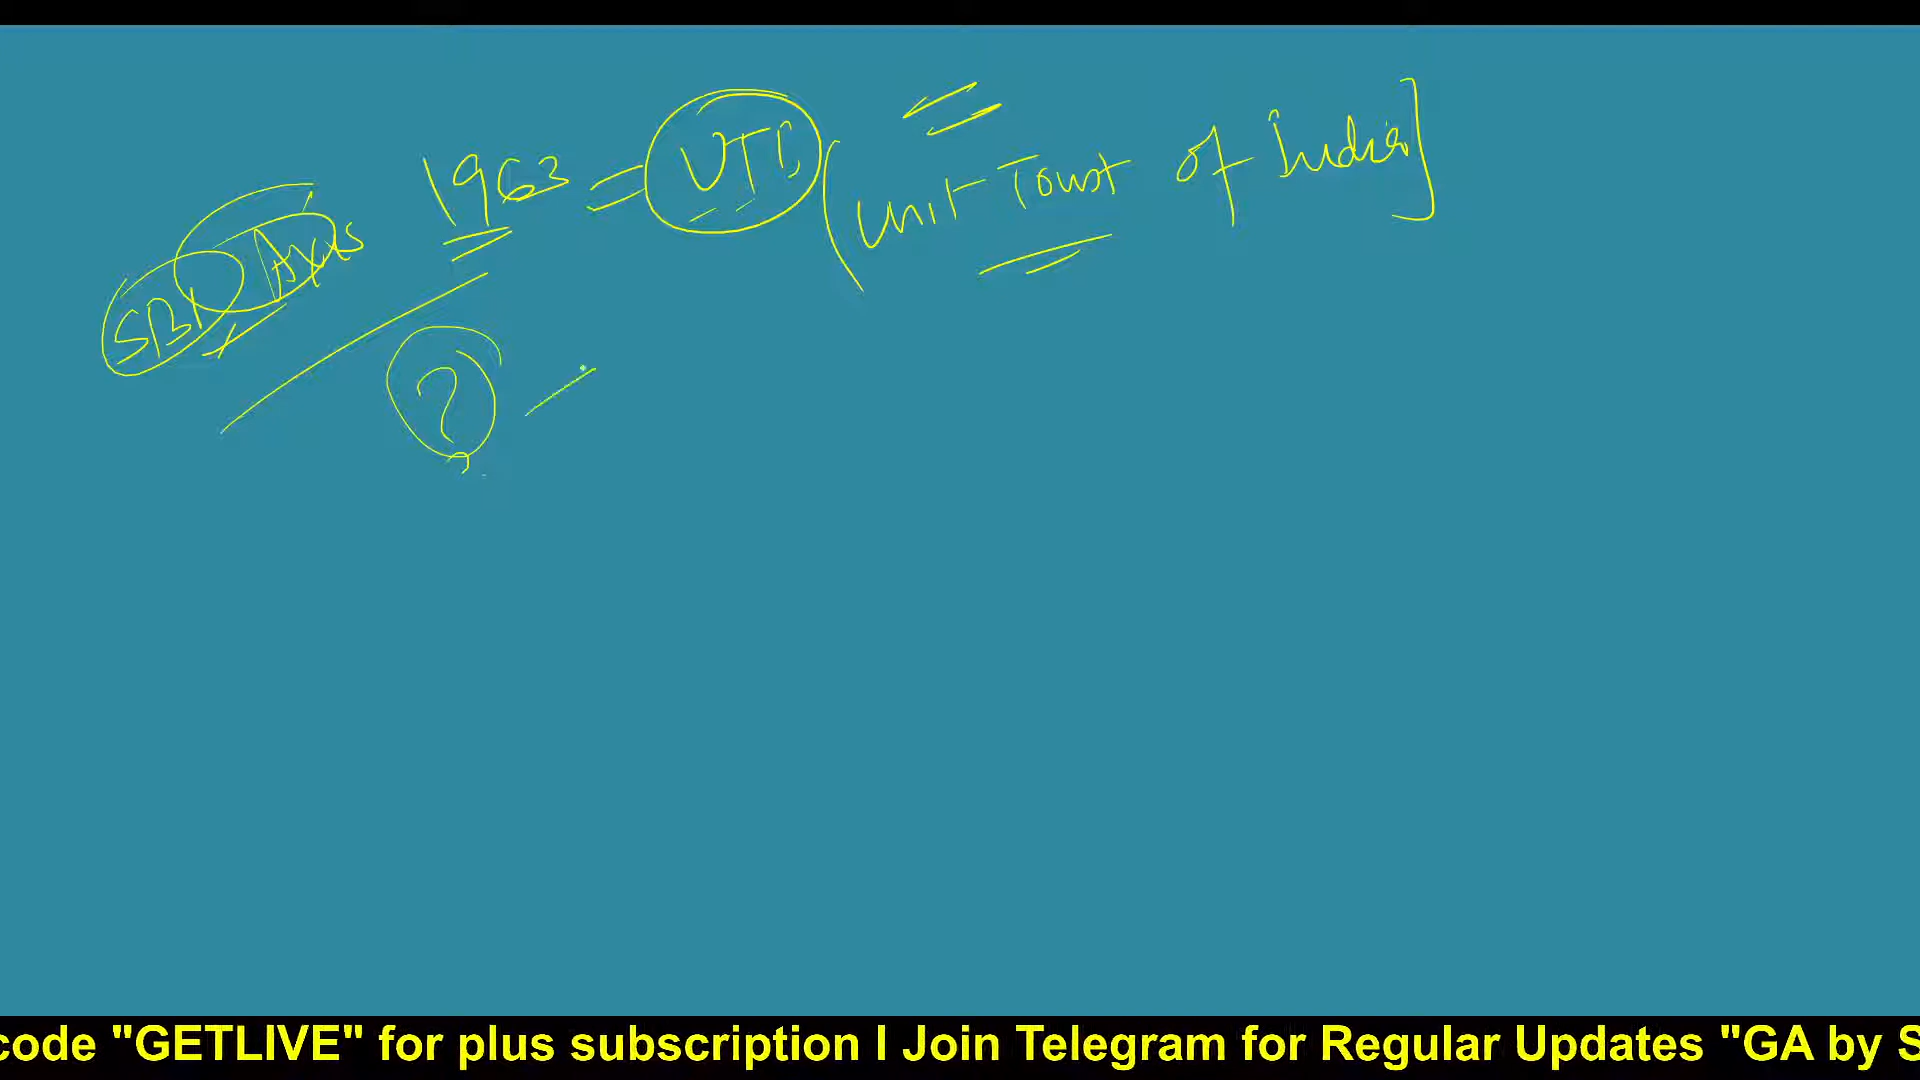 1963 = UTI (Unit Trust of India]
SBI Axis
?
code "GETLIVE" for plus subscription I Join Telegram for Regular Updates "GA by S